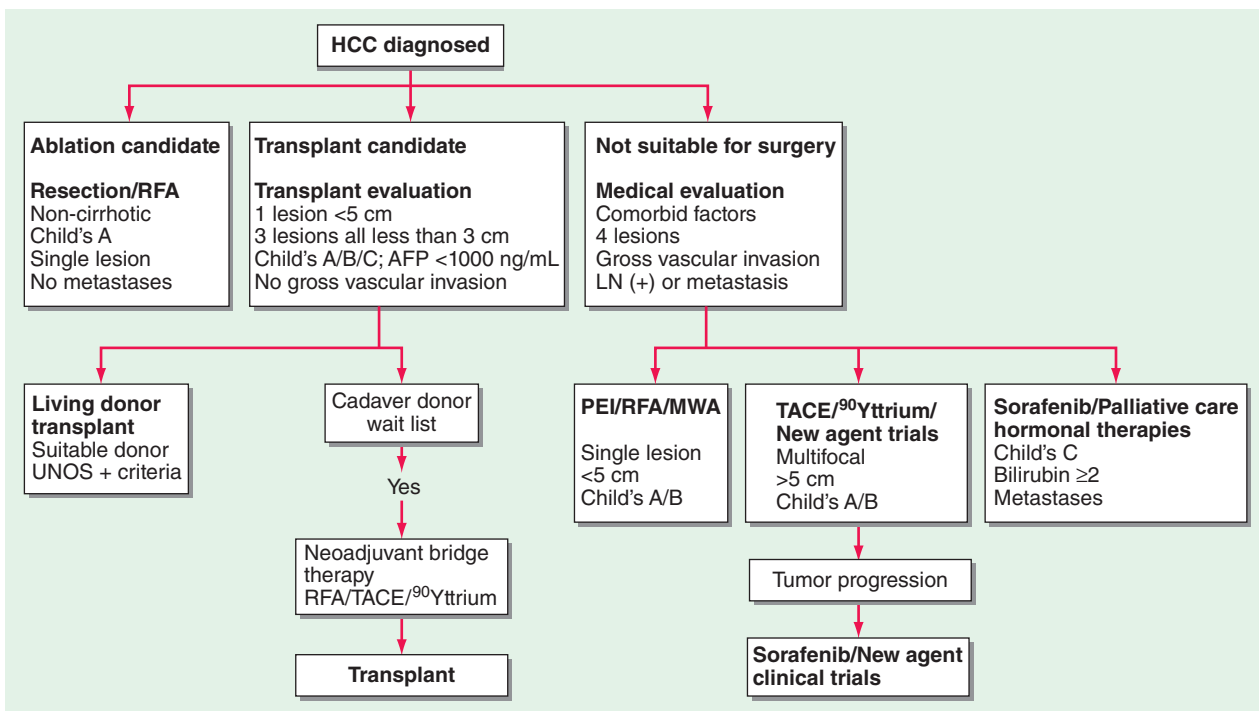 HCC diagnosed
Ablation candidate
Resection/RFA
Non-cirrhotic
Child's A
Single lesion
No metastases
Transplant candidate
Transplant evaluation
1 lesion <5 cm
3 lesions all less than 3 cm
Child's A/B/C; AFP <1000 ng/mL
No gross vascular invasion
Not suitable for surgery
Medical evaluation
Comorbid factors
4 lesions
Gross vascular invasion
LN (+) or metastasis
Living donor
transplant
Suitable donor
UNOS + criteria
Cadaver donor
wait list
Yes
Neoadjuvant bridge
therapy
RFA/TACE/⁹⁰Yttrium
Transplant
PEI/RFA/MWA
Single lesion
<5 cm
Child's A/B
TACE/⁹⁰Yttrium/
New agent trials
Multifocal
>5 cm
Child's A/B
Tumor progression
Sorafenib/New agent
clinical trials
Sorafenib/Palliative care
hormonal therapies
Child's C
Bilirubin ≥2
Metastases